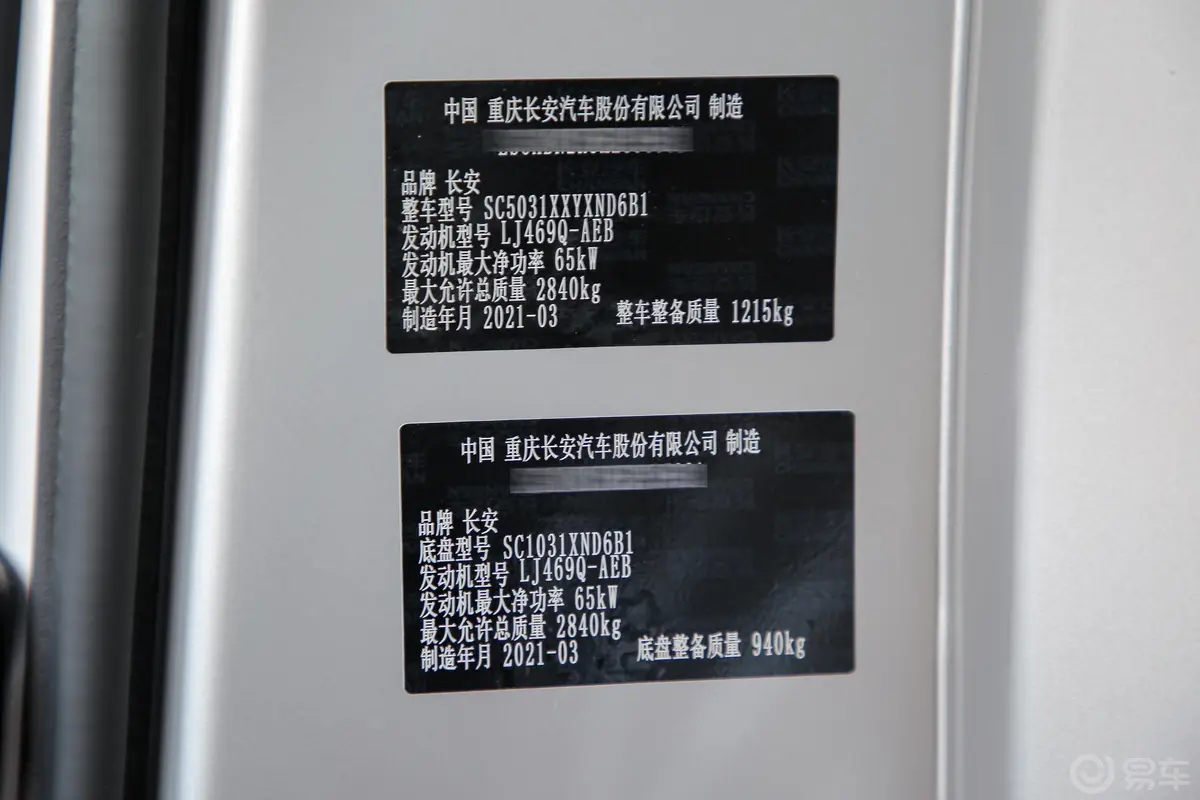 中国 重庆长安汽车股份有限公司 制造
品牌 长安
整车型号 SC5031XXYXND6B1
发动机型号 LJ469Q-AEB
发动机最大净功率 65kW
最大允许总质量 2840kg
制造年月 2021-03 整车整备质量 1215kg
中国 重庆长安汽车股份有限公司 制造
品牌 长安
底盘型号 SC1031XND6B1
发动机型号 LJ469Q-AEB
发动机最大净功率 65kW
最大允许总质量 2840kg
制造年月 2021-03 底盘整备质量 940kg
易车